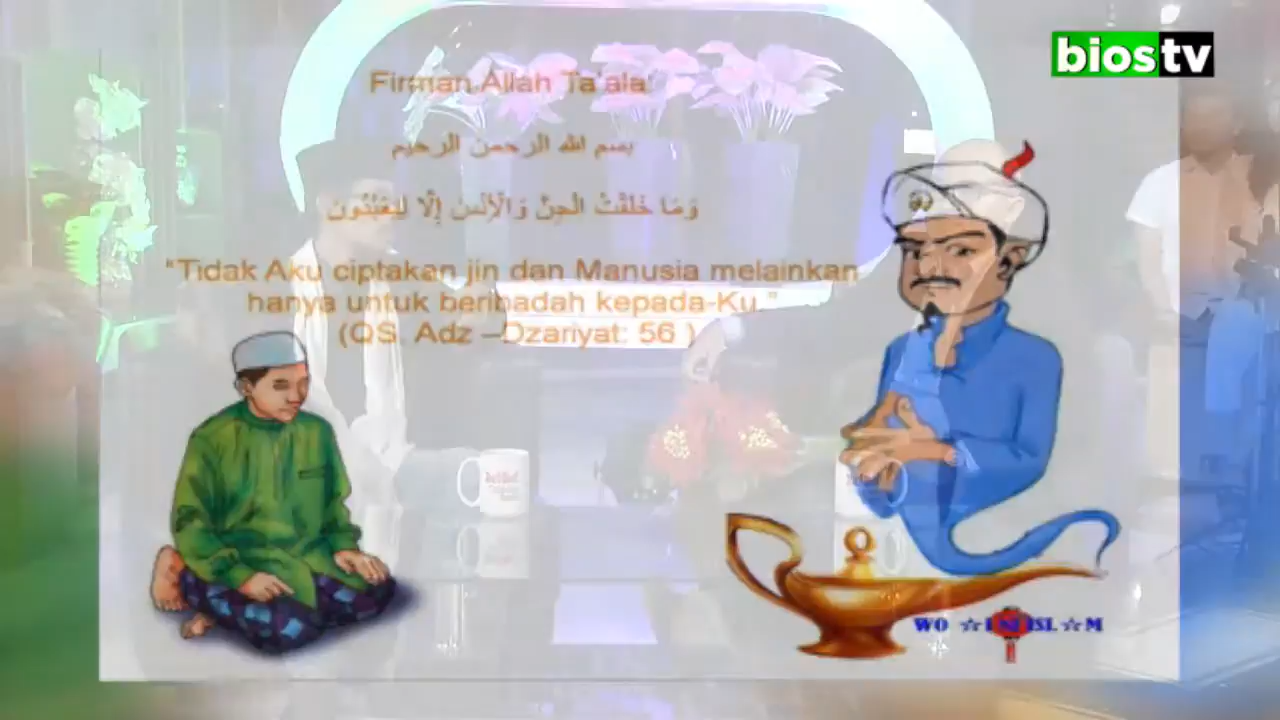 biostv
Firman Allah Ta'ala:
بسم الله الرحمن الرحيم
وَمَا خَلَقْتُ الْجِنَّ وَالْإِنْسَ إِلَّا لِيَعْبُدُونِ
"Tidak Aku ciptakan jin dan Manusia melainkan
hanya untuk beribadah kepada-Ku."
(QS. Adz –Dzariyat: 56 )